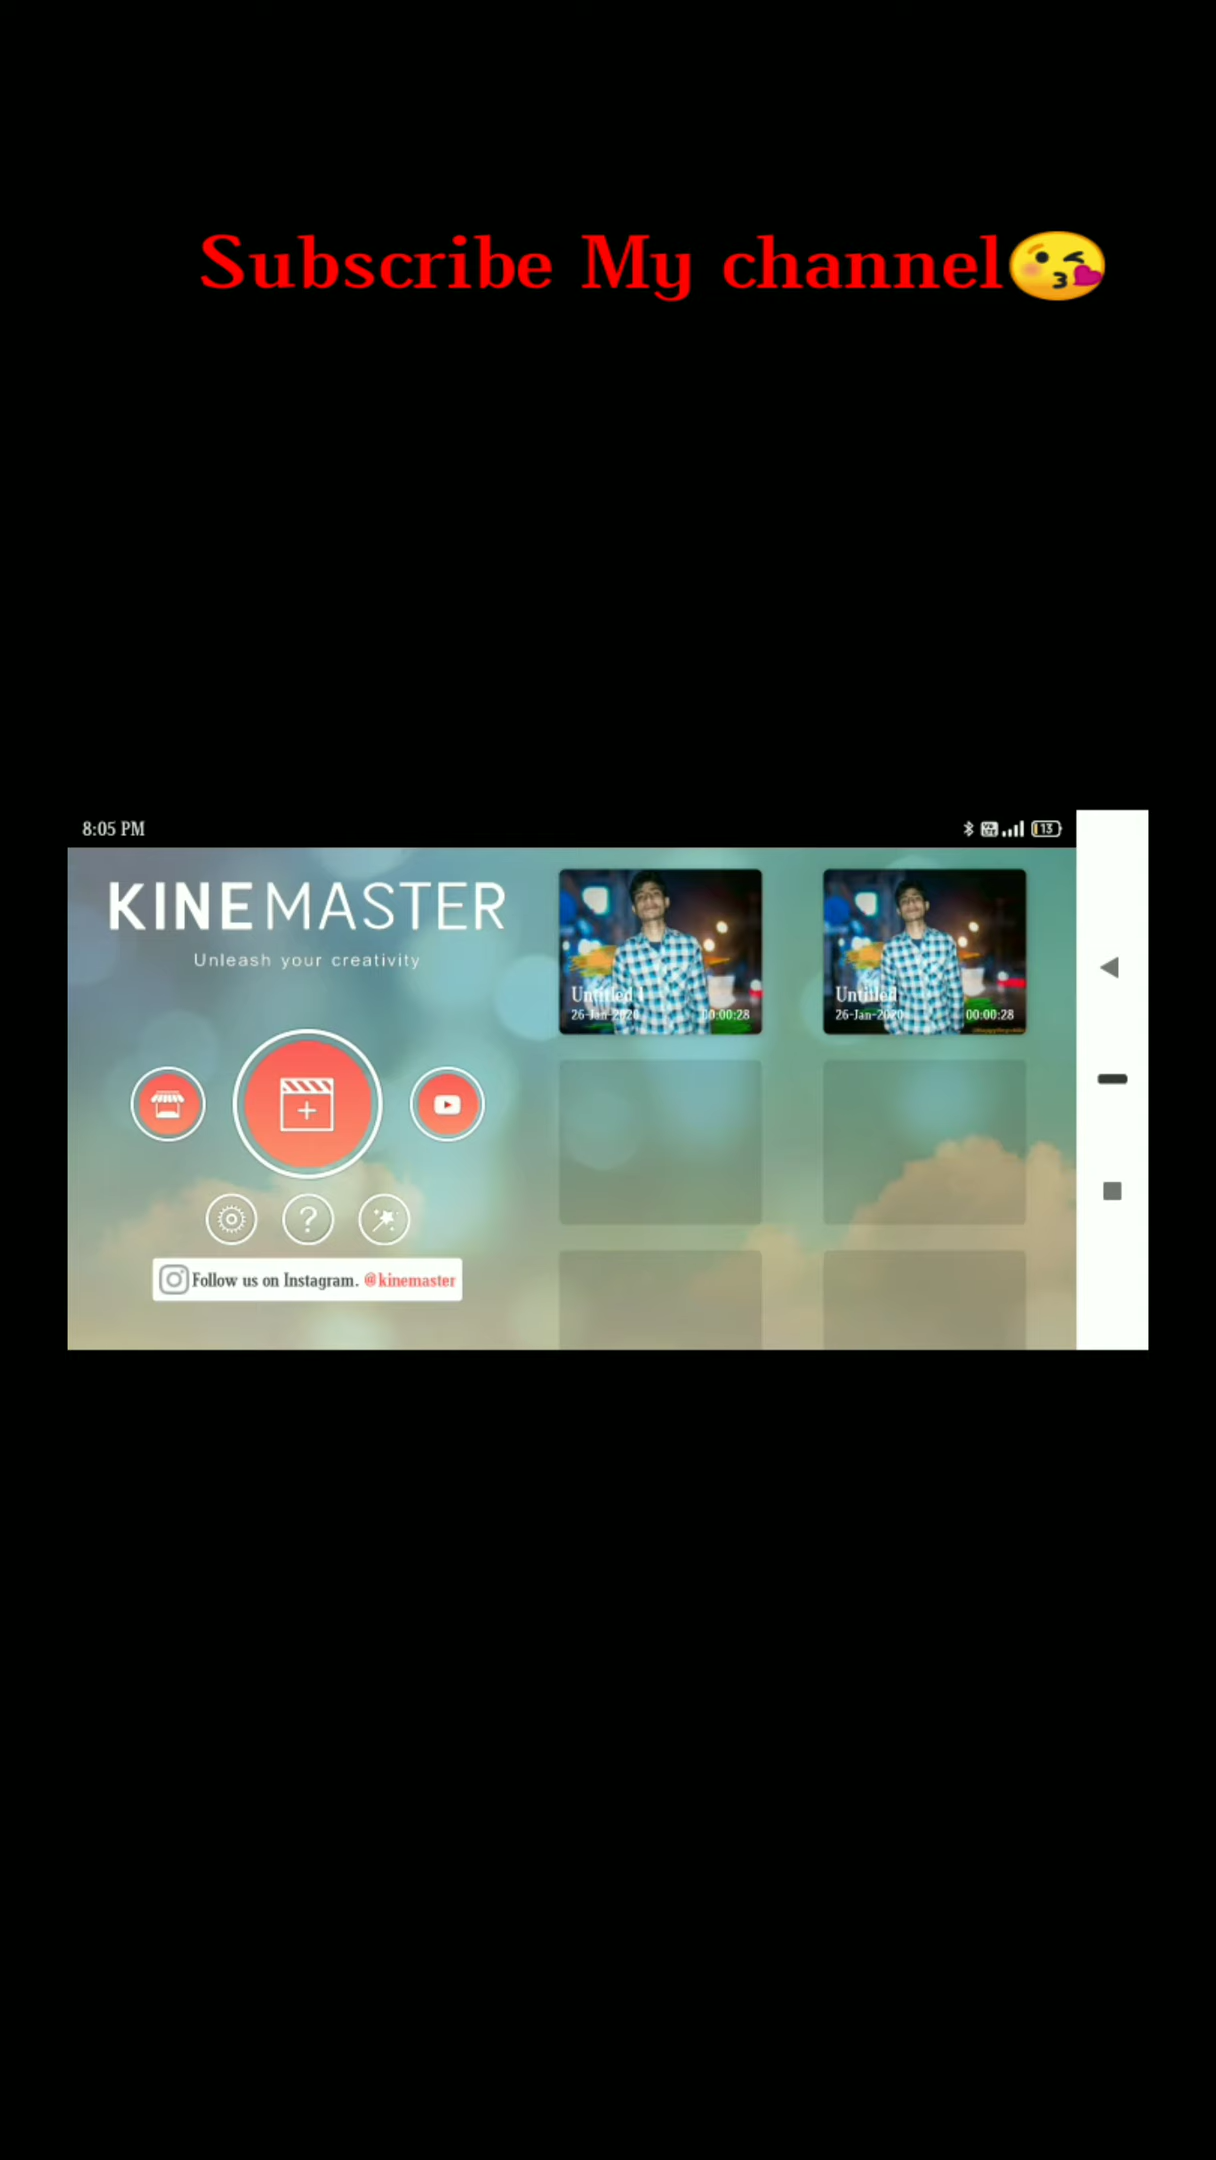 Subscribe My channel😘
8:05 PM
13
KINEMASTER
Unleash your creativity
Follow us on Instagram. @kinemaster
Untitled 1
26-Jan-2020 00:00:28
Untitled
26-Jan-2020 00:00:28